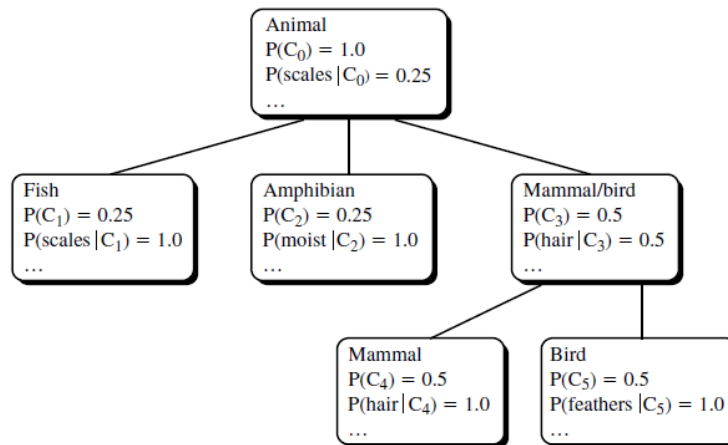 Animal
P(C₀) = 1.0
P(scales|C₀) = 0.25
…
Fish
P(C₁) = 0.25
P(scales|C₁) = 1.0
…
Amphibian
P(C₂) = 0.25
P(moist|C₂) = 1.0
…
Mammal/bird
P(C₃) = 0.5
P(hair|C₃) = 0.5
…
Mammal
P(C₄) = 0.5
P(hair|C₄) = 1.0
…
Bird
P(C₅) = 0.5
P(feathers|C₅) = 1.0
…